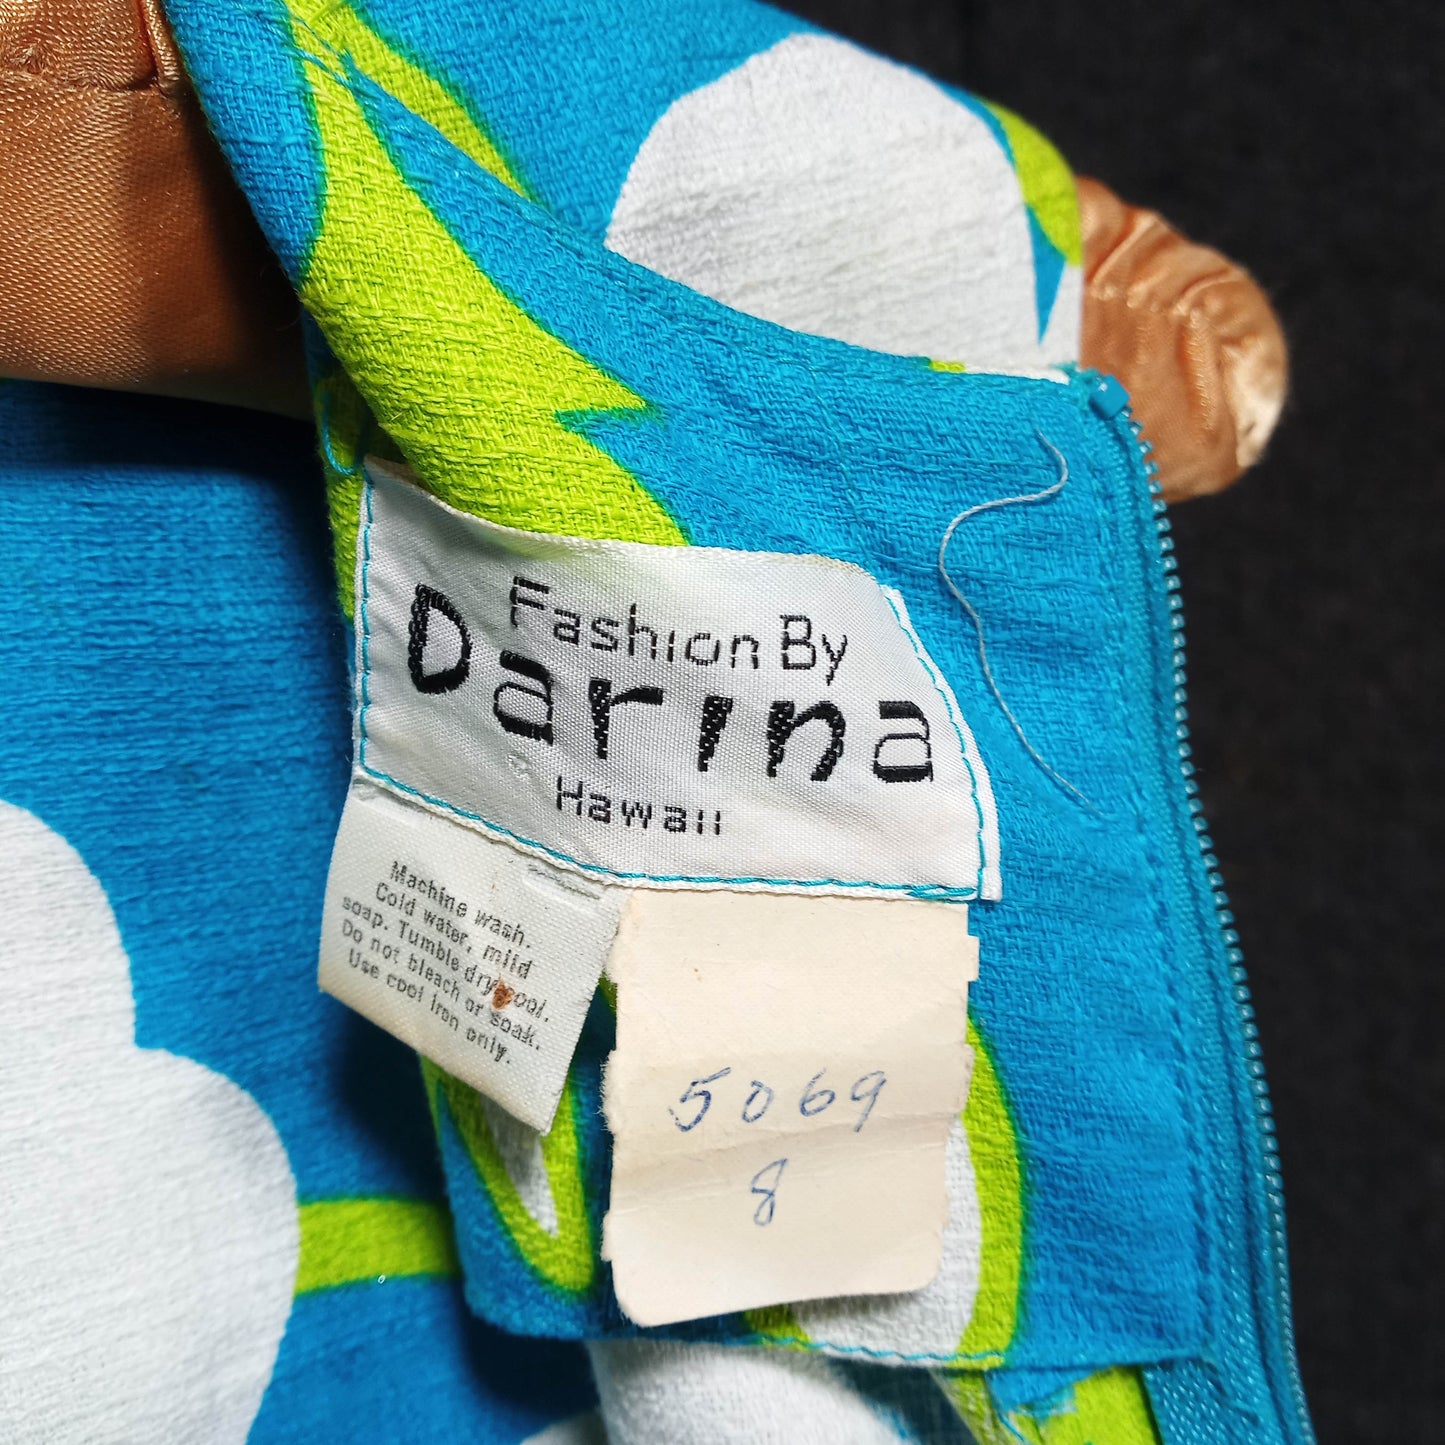 Fashion By
Darina
Hawaii
Machine wash.
Cold water, mild
soap. Tumble dry cool.
Do not bleach or soak.
Use cool iron only.
5069
8